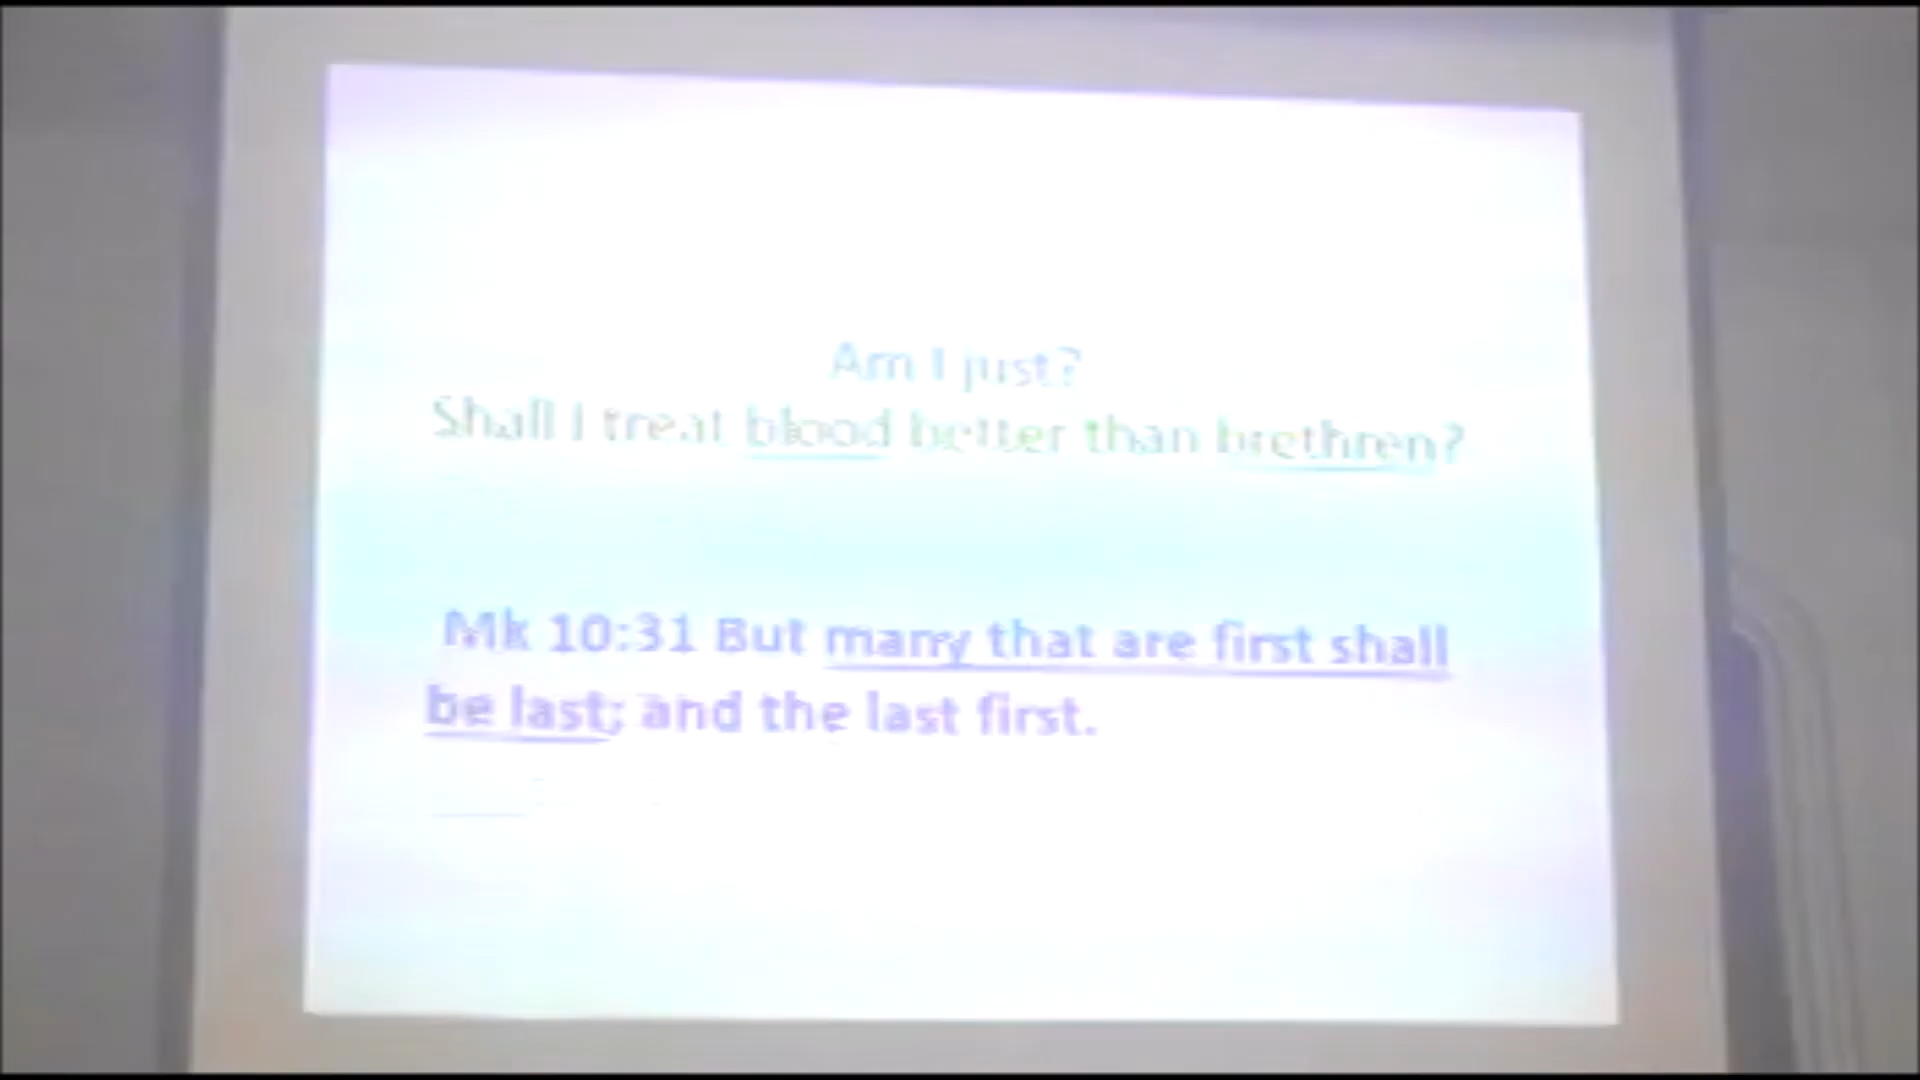 Am I just?
Shall I treat blood better than brethren?
Mk 10:31 But many that are first shall
be last; and the last first.